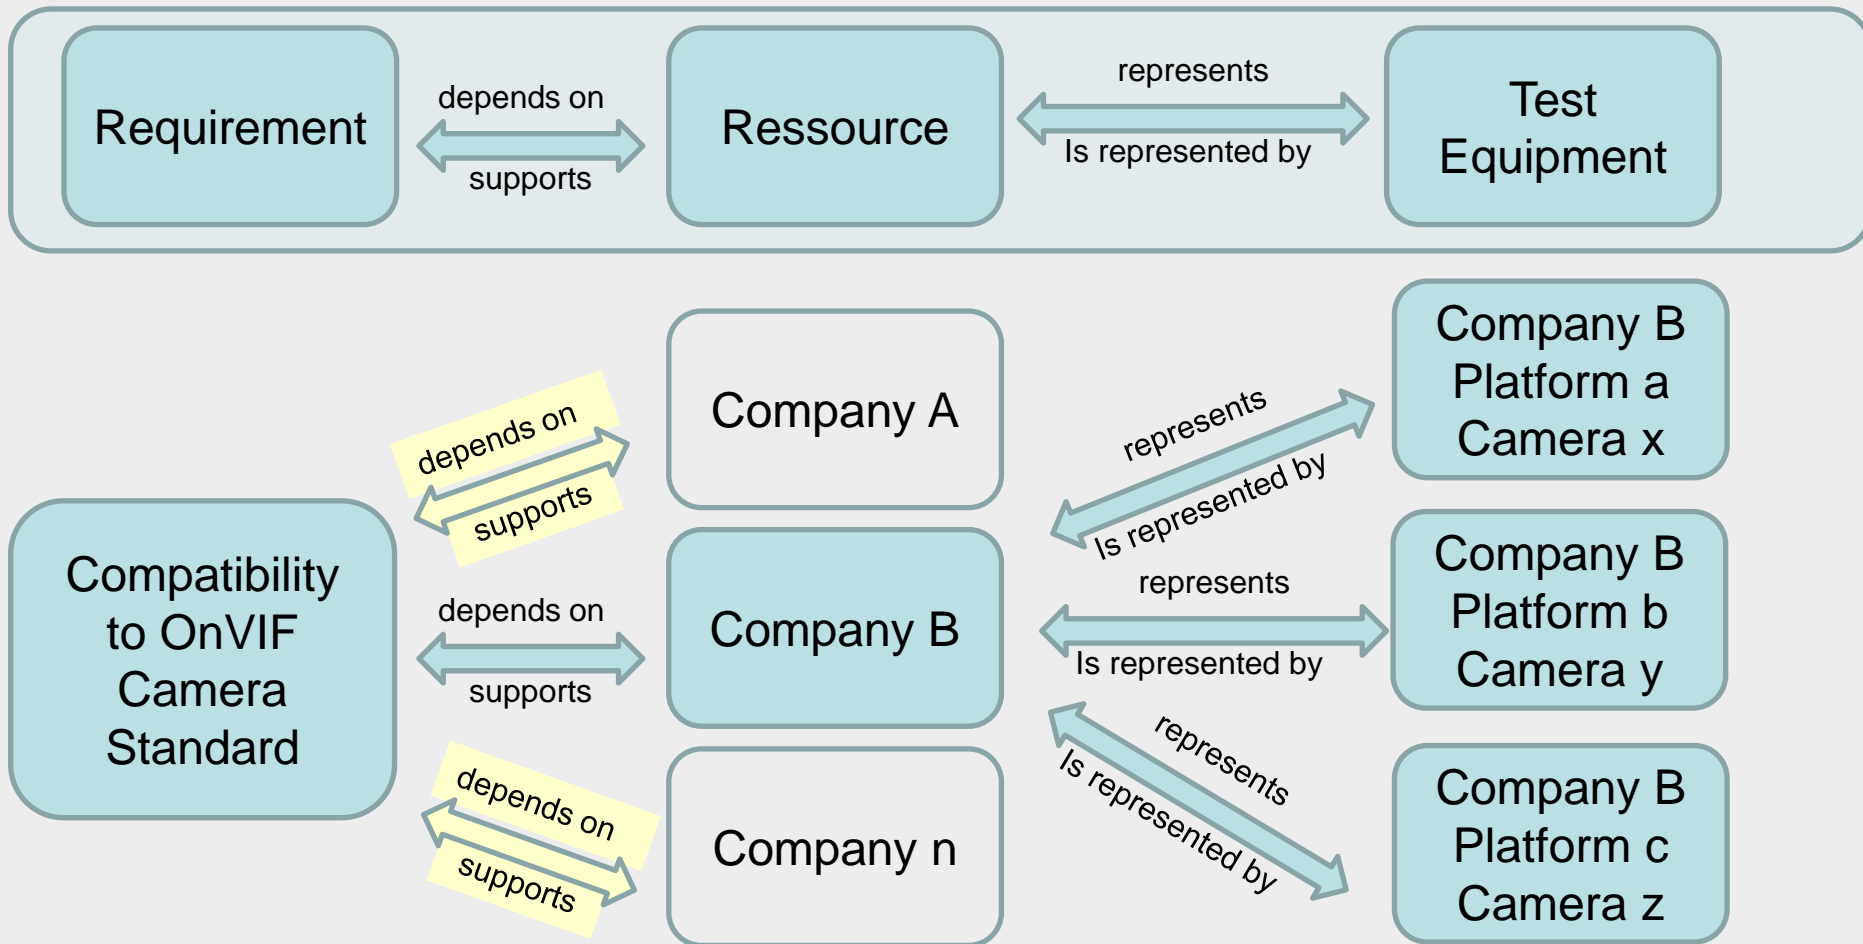 Requirement
depends on
supports
Ressource
represents
Is represented by
Test
Equipment
Compatibility
to OnVIF
Camera
Standard
depends on
supports
Company A
depends on
supports
Company B
depends on
supports
Company n
represents
Is represented by
Company B
Platform a
Camera x
represents
Is represented by
Company B
Platform b
Camera y
represents
Is represented by
Company B
Platform c
Camera z